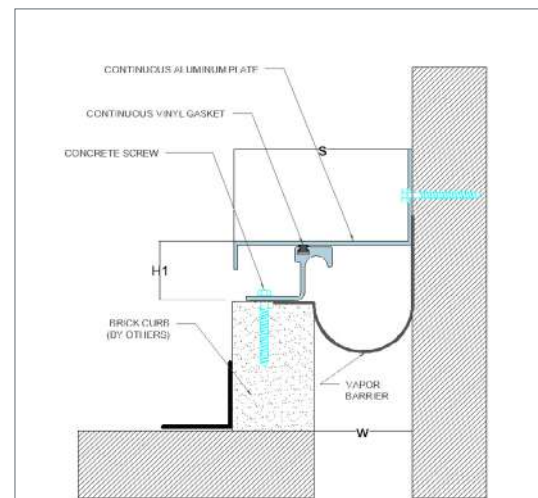 CONTINUOUS ALUMINUM PLATE
CONTINUOUS VINYL GASKET
CONCRETE SCREW
S
H1
BRICK CURB
(BY OTHERS)
VAPOR
BARRIER
W